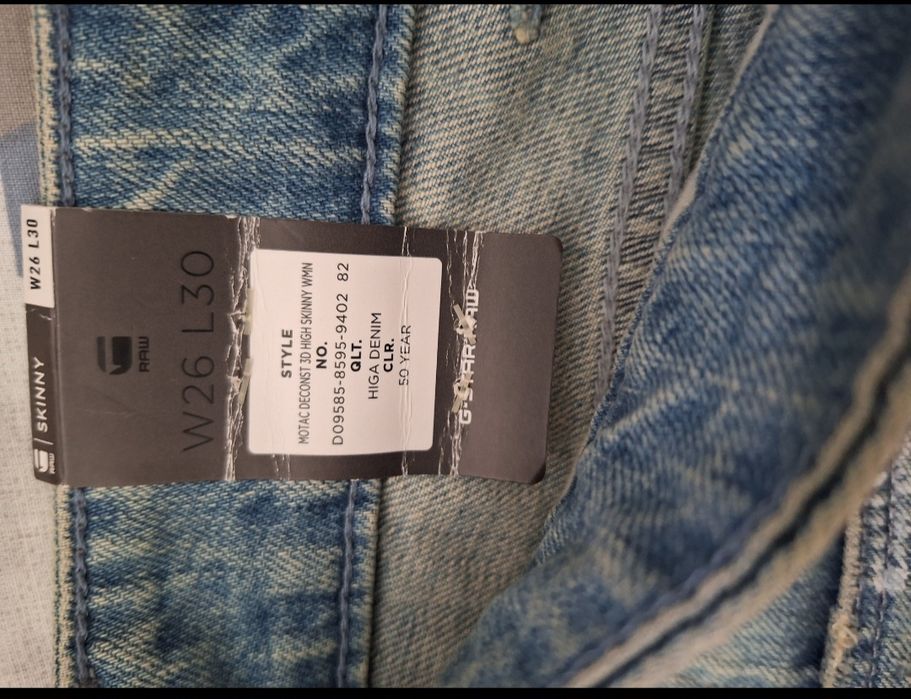 W26 L30
SKINNY
RAW
RAW
W26 L30
STYLE
MOTAC DECONST 3D HIGH SKINNY WMN
NO.
D09585-8595-9402 82
QLT.
HIGA DENIM
CLR.
50 YEAR
G-STAR RAW